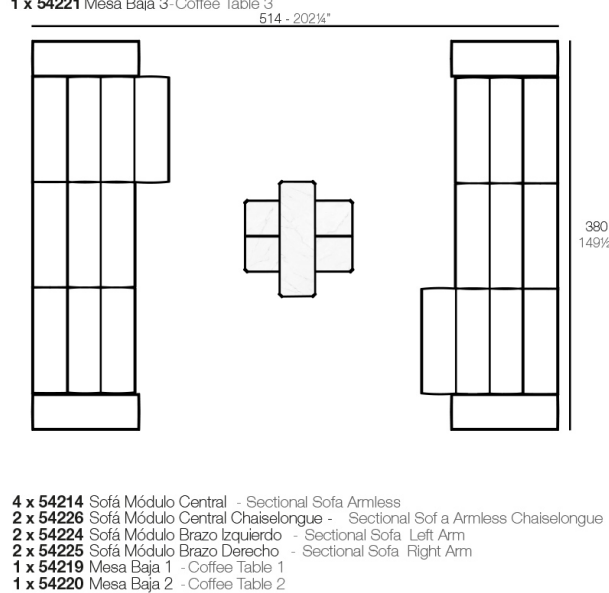 1 x 54221 Mesa Baja 3 - Coffee Table 3
514 - 202¼"
380
149½
4 x 54214 Sofá Módulo Central - Sectional Sofa Armless
2 x 54226 Sofá Módulo Central Chaiselongue - Sectional Sof a Armless Chaiselongue
2 x 54224 Sofá Módulo Brazo Izquierdo - Sectional Sofa Left Arm
2 x 54225 Sofá Módulo Brazo Derecho - Sectional Sofa Right Arm
1 x 54219 Mesa Baja 1 - Coffee Table 1
1 x 54220 Mesa Baja 2 - Coffee Table 2